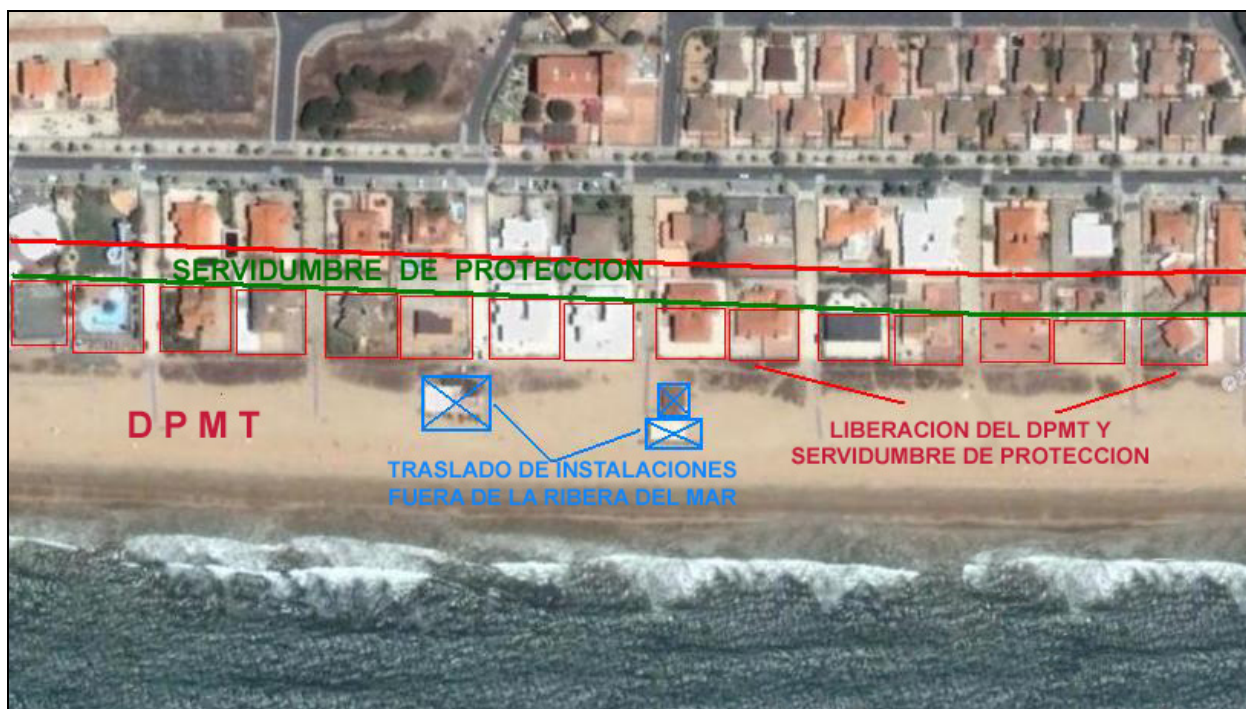 SERVIDUMBRE DE PROTECCION
D P M T
LIBERACION DEL DPMT Y
SERVIDUMBRE DE PROTECCION
TRASLADO DE INSTALACIONES
FUERA DE LA RIBERA DEL MAR